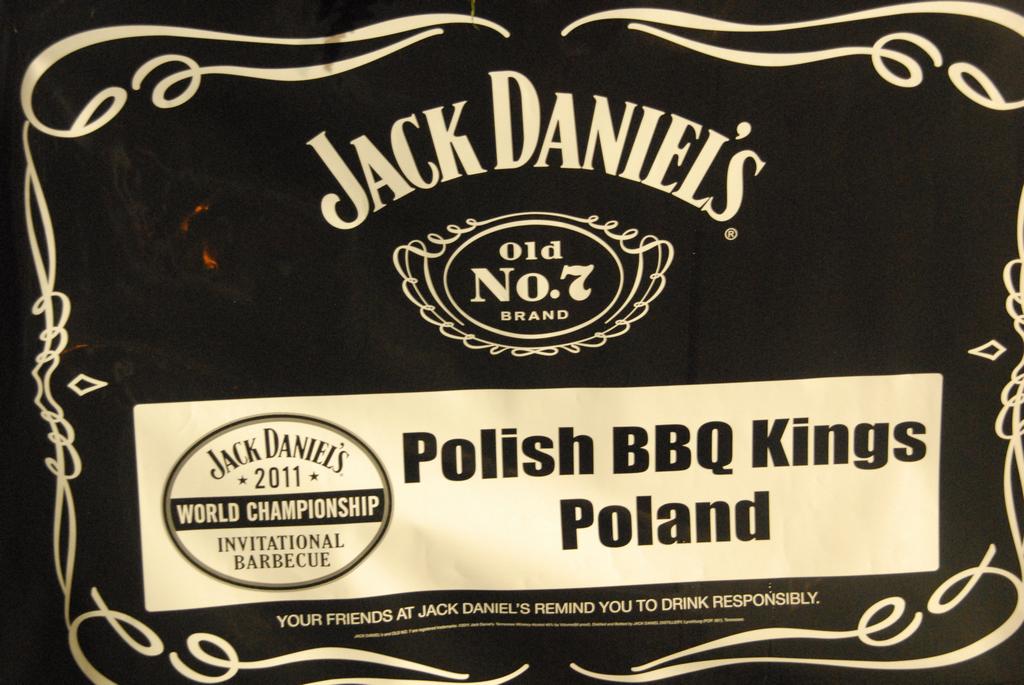 JACK DANIEL'S
®
Old
No.7
BRAND
JACK DANIEL'S
2011
WORLD CHAMPIONSHIP
INVITATIONAL
BARBECUE
Polish BBQ Kings
Poland
YOUR FRIENDS AT JACK DANIEL'S REMIND YOU TO DRINK RESPONSIBLY.